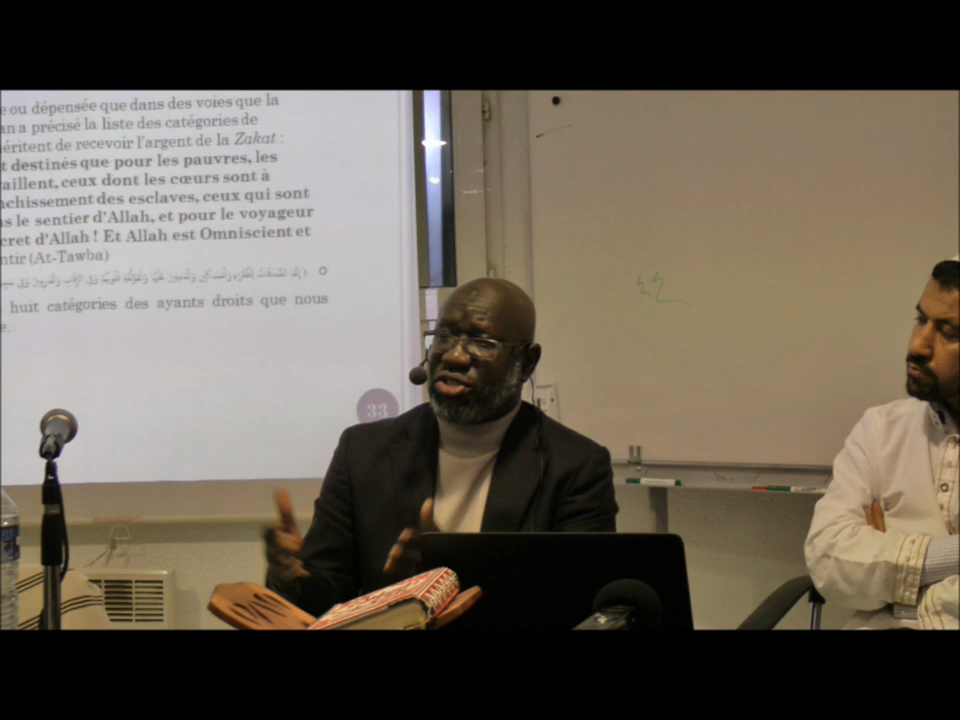 e ou dépensée que dans des voies que la
an a précisé la liste des catégories de
éritent de recevoir l'argent de la Zakat :
t destinés que pour les pauvres, les
aillent, ceux dont les cœurs sont à
nchissement des esclaves, ceux qui sont
ns le sentier d'Allah, et pour le voyageur
cret d'Allah ! Et Allah est Omniscient et
ntir (At-Tawba)
huit catégories des ayants droits que nous
e.
33